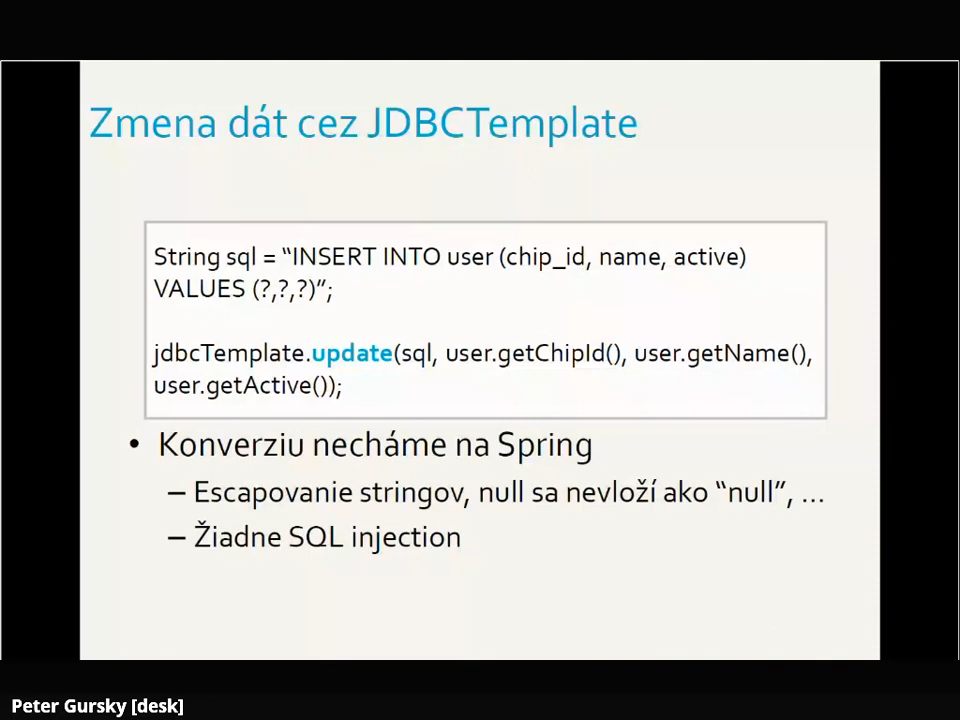 Zmena dát cez JDBCTemplate
String sql = “INSERT INTO user (chip_id, name, active)
VALUES (?,?,?)”;
jdbcTemplate.update(sql, user.getChipId(), user.getName(),
user.getActive());
• Konverziu necháme na Spring
– Escapovanie stringov, null sa nevloží ako “null”, ...
– Žiadne SQL injection
Peter Gursky [desk]